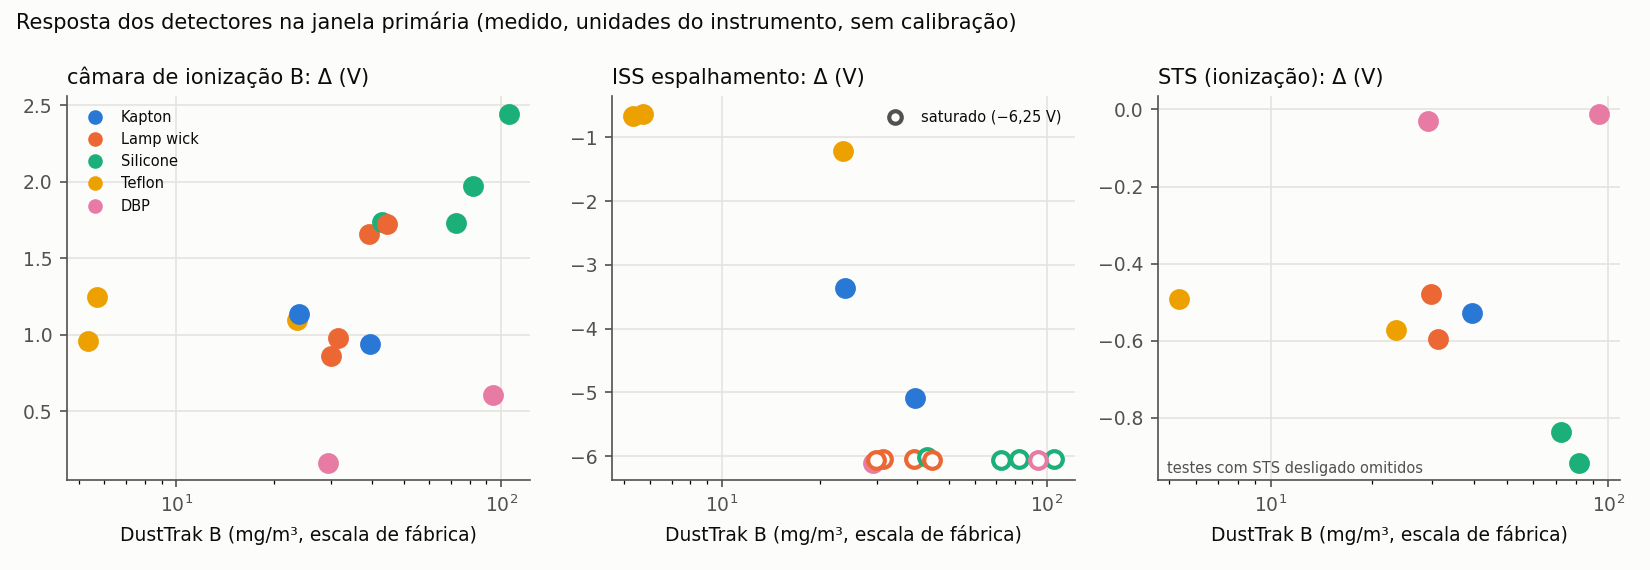 Resposta dos detectores na janela primária (medido, unidades do instrumento, sem calibração)
câmara de ionização B: Δ (V)
2.5
2.0
1.5
1.0
0.5
Kapton
Lamp wick
Silicone
Teflon
DBP
10¹
10²
DustTrak B (mg/m³, escala de fábrica)
ISS espalhamento: Δ (V)
saturado (−6,25 V)
−1
−2
−3
−4
−5
−6
10¹
10²
DustTrak B (mg/m³, escala de fábrica)
STS (ionização): Δ (V)
0.0
−0.2
−0.4
−0.6
−0.8
testes com STS desligado omitidos
10¹
10²
DustTrak B (mg/m³, escala de fábrica)